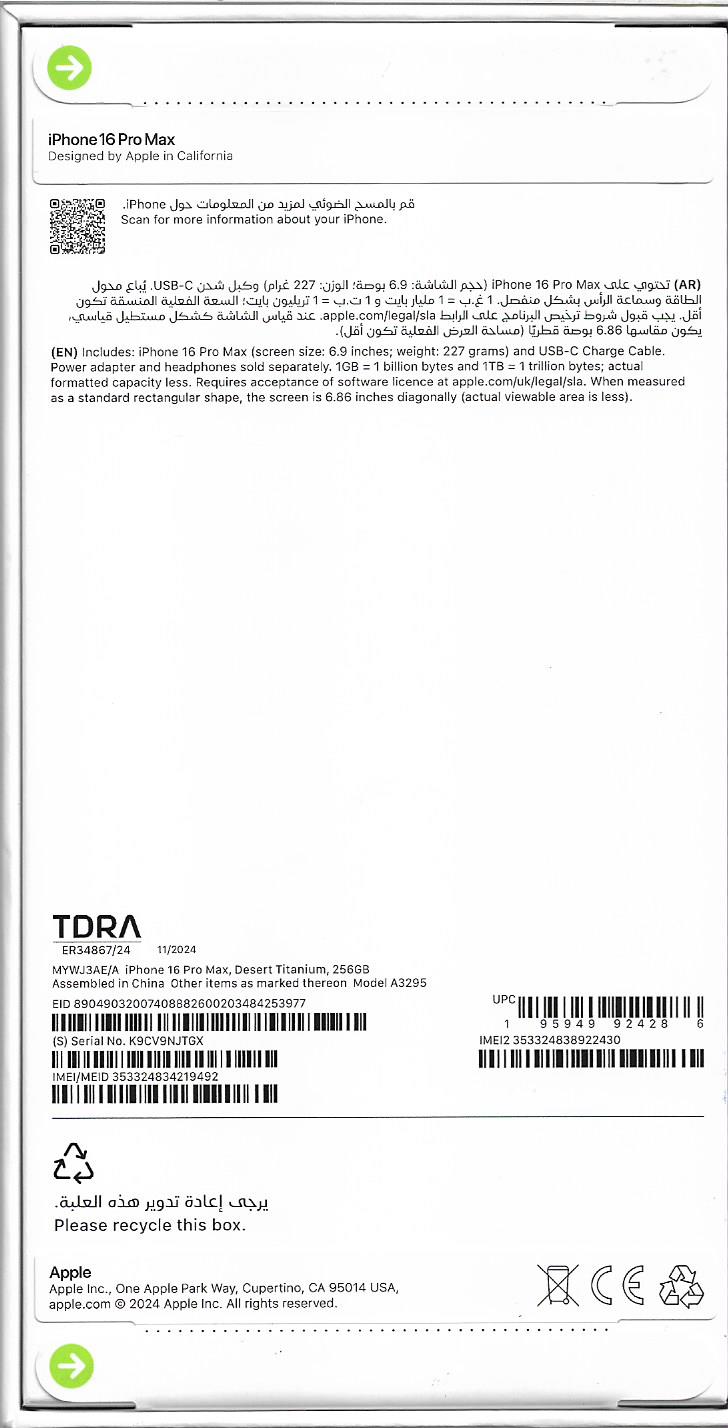 iPhone 16 Pro Max
Designed by Apple in California
قم بالمسح الضوئي لمزيد من المعلومات حول iPhone.
Scan for more information about your iPhone.
(AR) تحتوي على iPhone 16 Pro Max (حجم الشاشة: 6.9 بوصة؛ الوزن: 227 غرام) وكبل شحن USB-C. يُباع محول
الطاقة وسماعة الرأس بشكل منفصل. 1 غ.ب = 1 مليار بايت و 1 ت.ب = 1 تريليون بايت؛ السعة الفعلية المنسقة تكون
أقل. يجب قبول شروط ترخيص البرنامج على الرابط apple.com/legal/sla. عند قياس الشاشة كشكل مستطيل قياسي،
يكون مقاسها 6.86 بوصة قطريًا (مساحة العرض الفعلية تكون أقل).
(EN) Includes: iPhone 16 Pro Max (screen size: 6.9 inches; weight: 227 grams) and USB-C Charge Cable.
Power adapter and headphones sold separately. 1GB = 1 billion bytes and 1TB = 1 trillion bytes; actual
formatted capacity less. Requires acceptance of software licence at apple.com/uk/legal/sla. When measured
as a standard rectangular shape, the screen is 6.86 inches diagonally (actual viewable area is less).
TDRA
ER34867/24 11/2024
MYWJ3AE/A iPhone 16 Pro Max, Desert Titanium, 256GB
Assembled in China Other items as marked thereon Model A3295
EID 89049032007408882600203484253977
UPC
1 95949 92428 6
(S) Serial No. K9CV9NJTGX
IMEI2 353324838922430
IMEI/MEID 353324834219492
يرجى إعادة تدوير هذه العلبة.
Please recycle this box.
Apple
Apple Inc., One Apple Park Way, Cupertino, CA 95014 USA,
apple.com © 2024 Apple Inc. All rights reserved.
CE